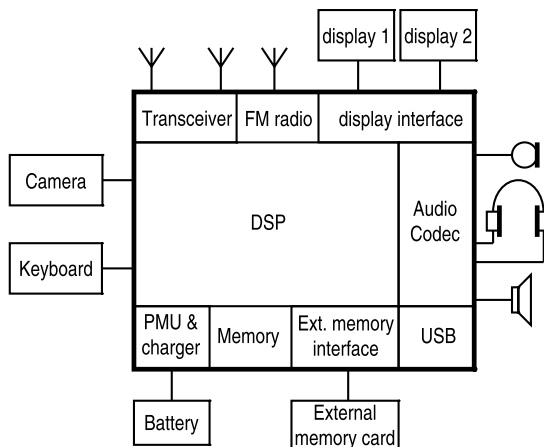 display 1
display 2
Transceiver
FM radio
display interface
Camera
DSP
Audio
Codec
Keyboard
PMU &
charger
Memory
Ext. memory
interface
USB
Battery
External
memory card